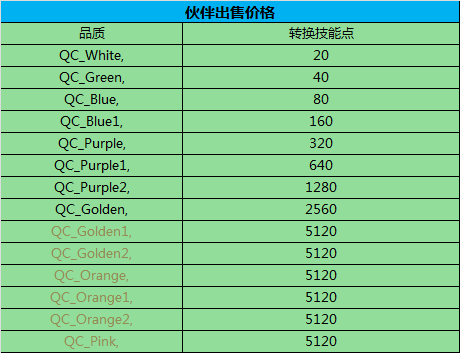 伙伴出售价格
品质 转换技能点
QC_White, 20
QC_Green, 40
QC_Blue, 80
QC_Blue1, 160
QC_Purple, 320
QC_Purple1, 640
QC_Purple2, 1280
QC_Golden, 2560
QC_Golden1, 5120
QC_Golden2, 5120
QC_Orange, 5120
QC_Orange1, 5120
QC_Orange2, 5120
QC_Pink, 5120